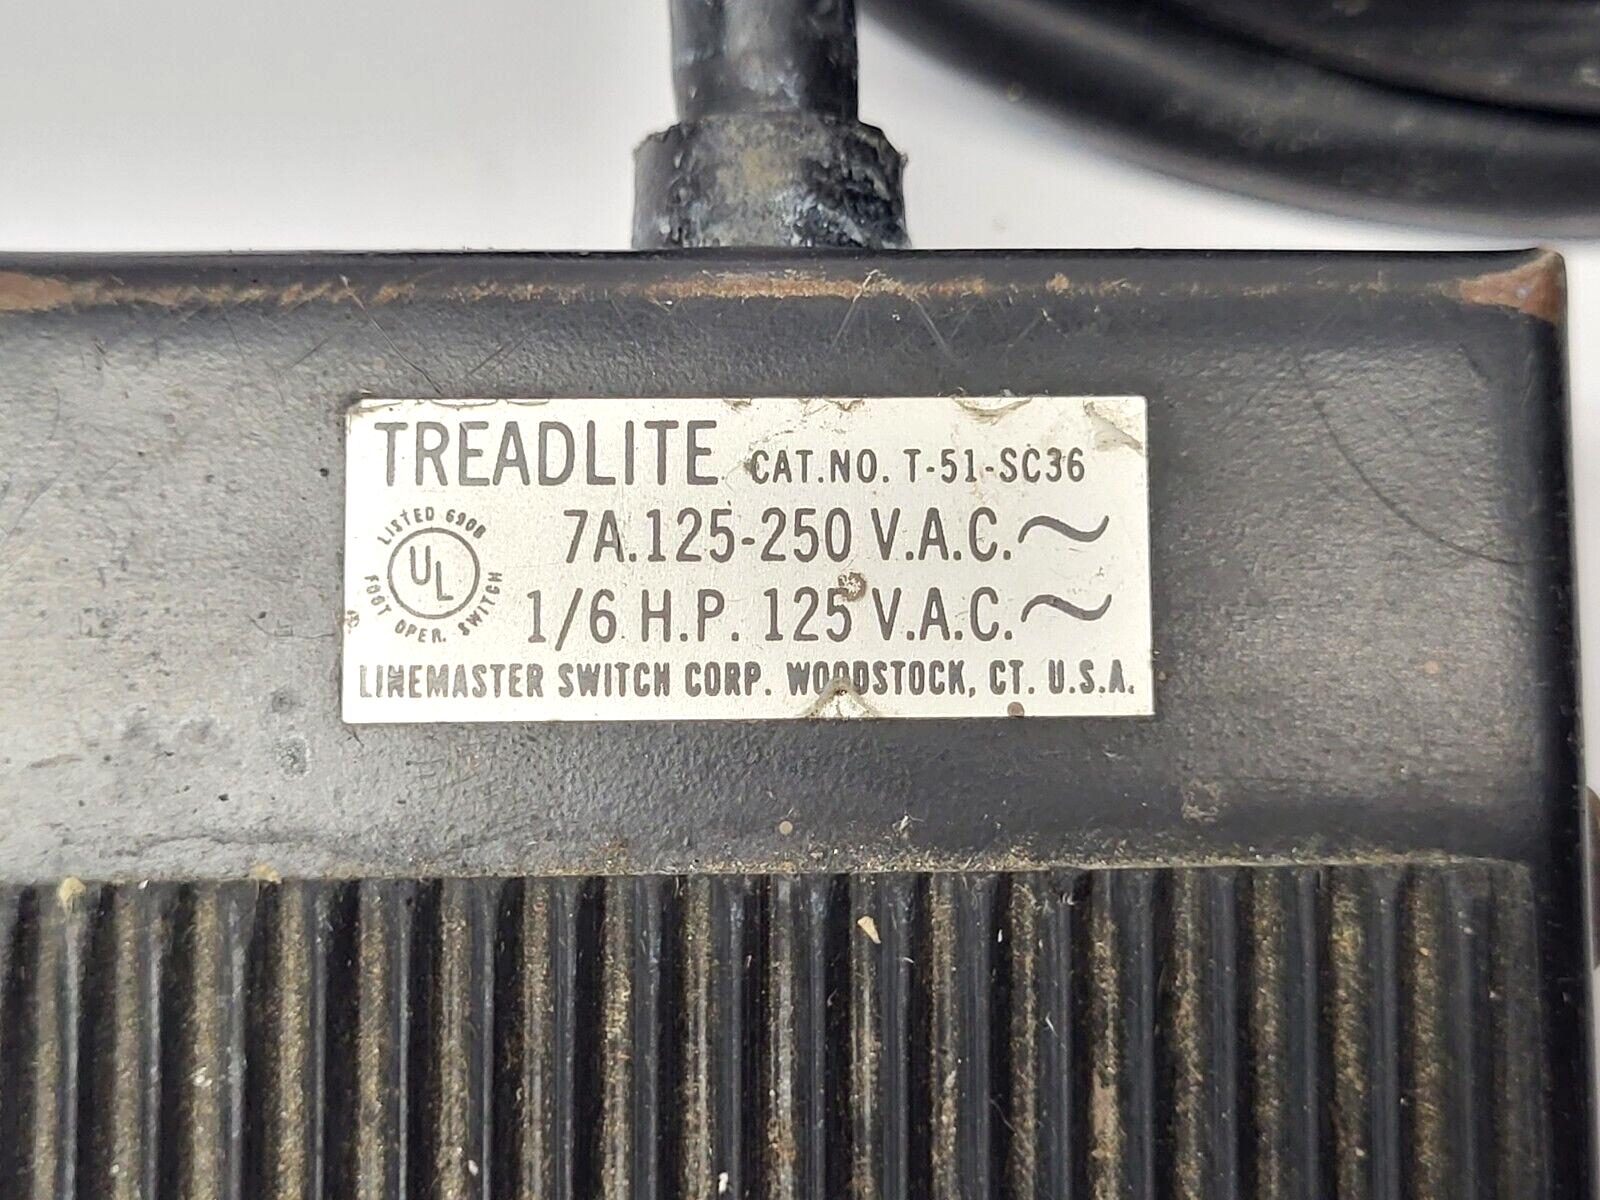 TREADLITE CAT.NO. T-51-SC36
LISTED 690B
UL
FOOT OPER. SWITCH
7A.125-250 V.A.C.~
1/6 H.P. 125 V.A.C.~
LINEMASTER SWITCH CORP. WOODSTOCK, CT. U.S.A.